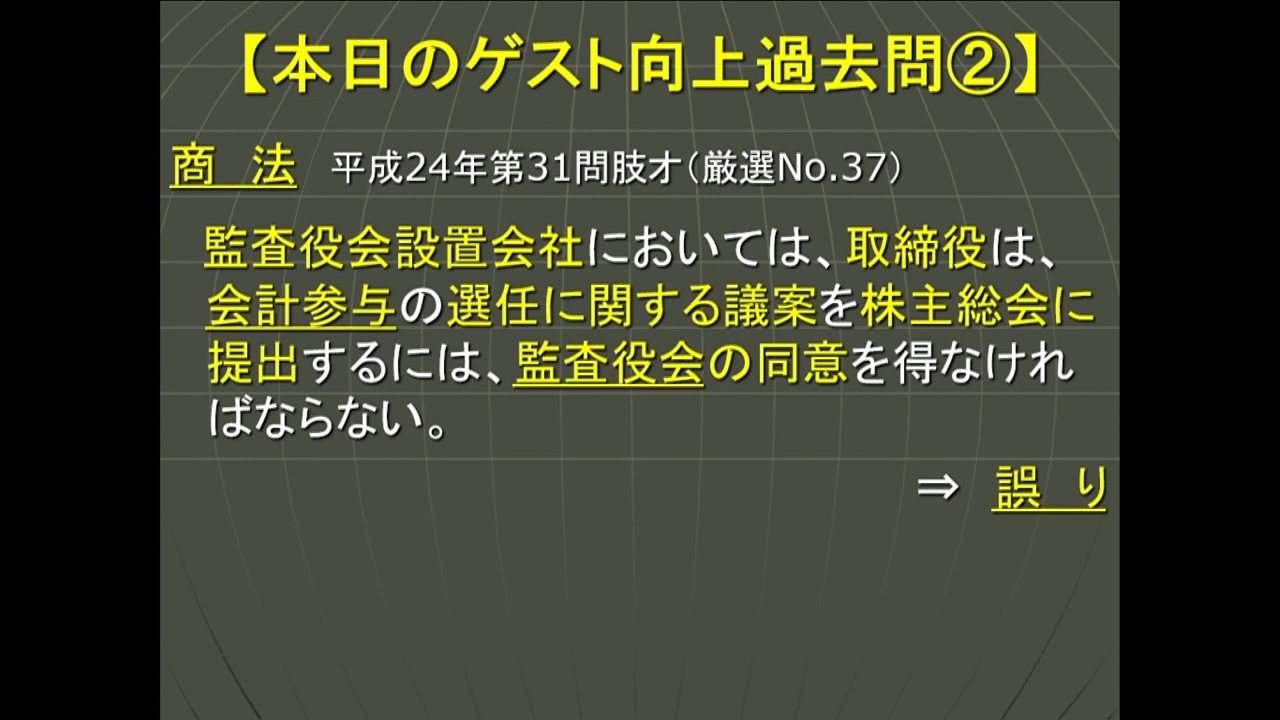 【本日のゲスト向上過去問②】
商　法　平成24年第31問肢オ（厳選No.37）
監査役会設置会社においては、取締役は、
会計参与の選任に関する議案を株主総会に
提出するには、監査役会の同意を得なけれ
ばならない。
⇒　誤　り